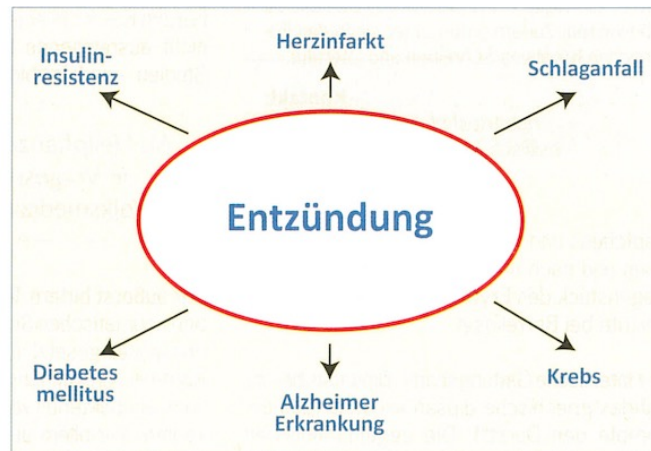 Herzinfarkt
Insulin-
resistenz
Schlaganfall
Entzündung
Diabetes
mellitus
Alzheimer
Erkrankung
Krebs